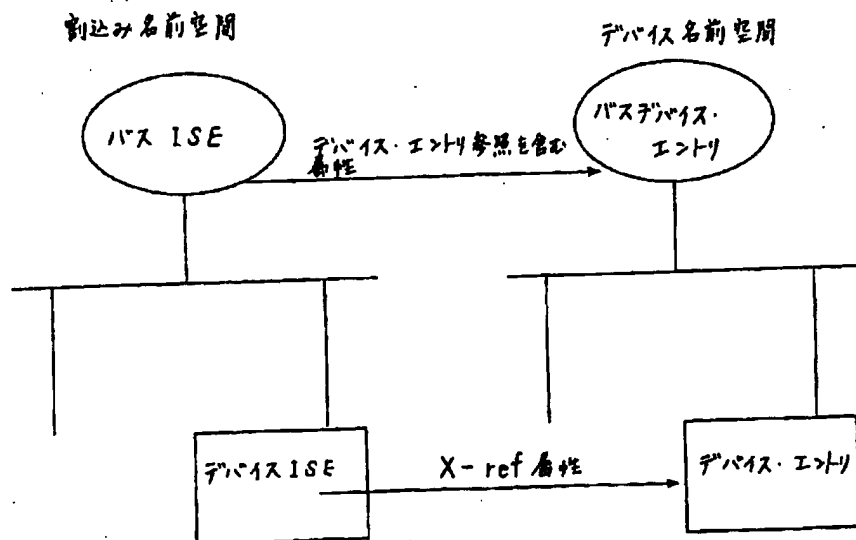 割込み名前空間
デバイス名前空間
バス ISE
バスデバイス・
エントリ
デバイス・エントリ参照を含む
属性
デバイスISE
X-ref 属性
デバイス・エントリ